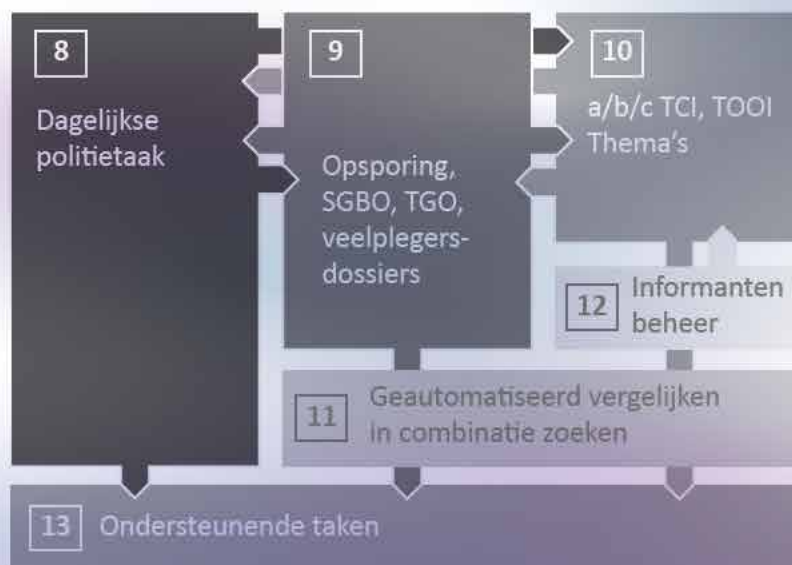 8
Dagelijkse
politietaak
9
Opsporing,
SGBO, TGO,
veelplegers-
dossiers
10
a/b/c TCI, TOOI
Thema's
12
Informanten
beheer
11
Geautomatiseerd vergelijken
in combinatie zoeken
13
Ondersteunende taken